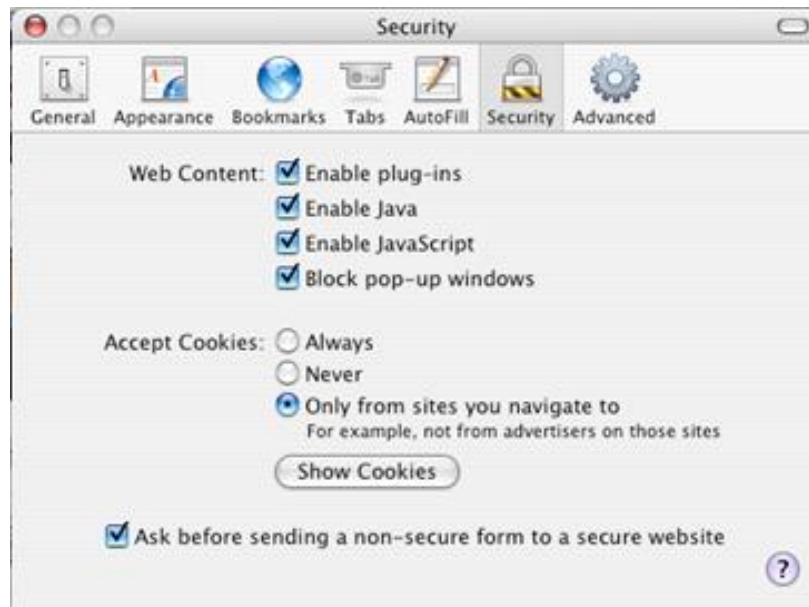 Security
General Appearance Bookmarks Tabs AutoFill Security Advanced
Web Content: Enable plug-ins
Enable Java
Enable JavaScript
Block pop-up windows
Accept Cookies: Always
Never
Only from sites you navigate to
For example, not from advertisers on those sites
Show Cookies
Ask before sending a non-secure form to a secure website
?